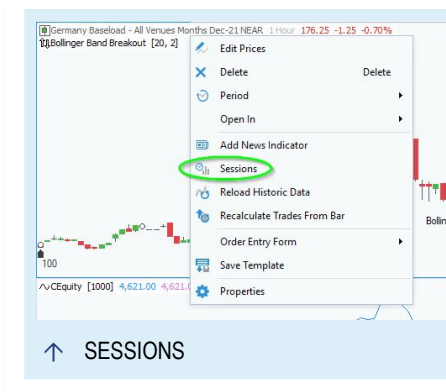 Germany Baseload - All Venues Months Dec-21 NEAR 1 Hour 176.25 -1.25 -0.70%
Bollinger Band Breakout [20, 2]
Edit Prices
Delete Delete
Period
Open In
Add News Indicator
Sessions
Reload Historic Data
Recalculate Trades From Bar
Order Entry Form
Save Template
Properties
100
CEquity [1000] 4,621.00
↑ SESSIONS